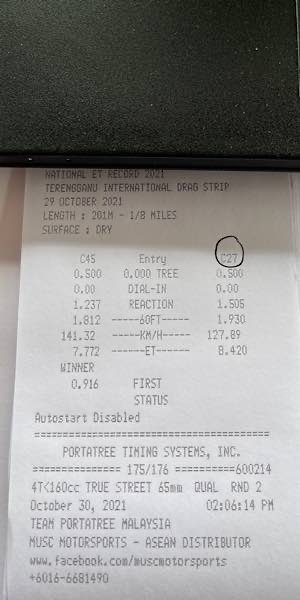 NATIONAL ET RECORD 2021
TERENGGANU INTERNATIONAL DRAG STRIP
29 OCTOBER 2021
LENGTH : 201M - 1/8 MILES
SURFACE : DRY
C45 Entry C27
0.500 0.000 TREE 0.500
0.00 DIAL-IN 0.00
1.237 REACTION 1.505
1.812 -----60FT----- 1.930
141.32 -----KM/H----- 127.89
7.772 ------ET------ 8.420
WINNER
0.916 FIRST
STATUS
Autostart Disabled
========================================
PORTATREE TIMING SYSTEMS, INC.
=============== 175/176 ==========600214
4T<160cc TRUE STREET 65mm QUAL RND 2
October 30, 2021 02:06:14 PM
TEAM PORTATREE MALAYSIA
MUSC MOTORSPORTS - ASEAN DISTRIBUTOR
www.facebook.com/muscmotorsports
+6016-6681490